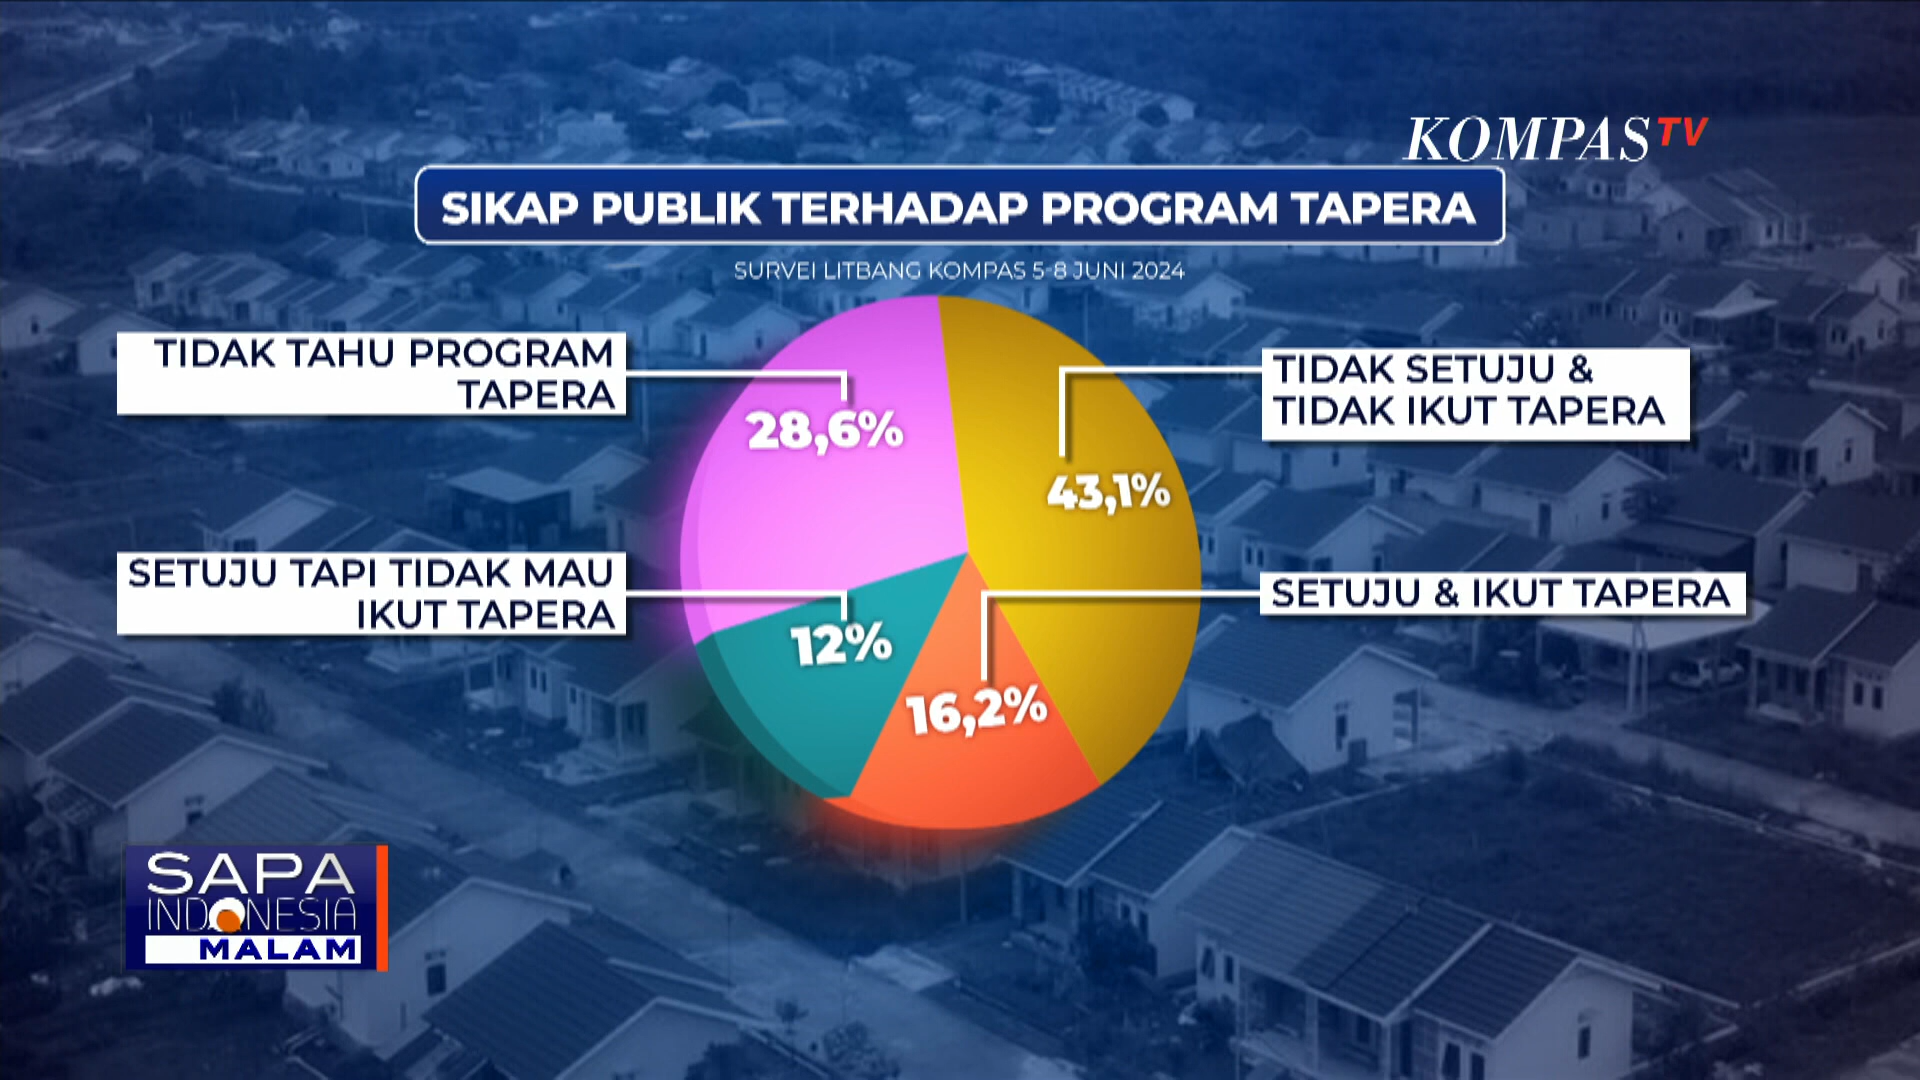 KOMPAS TV
SIKAP PUBLIK TERHADAP PROGRAM TAPERA
SURVEI LITBANG KOMPAS 5-8 JUNI 2024
TIDAK TAHU PROGRAM
TAPERA
28,6%
TIDAK SETUJU &
TIDAK IKUT TAPERA
43,1%
SETUJU TAPI TIDAK MAU
IKUT TAPERA
12%
SETUJU & IKUT TAPERA
16,2%
SAPA
INDONESIA
MALAM